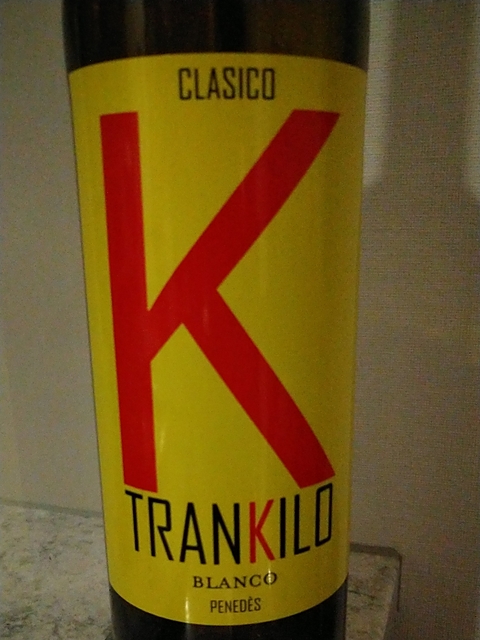 CLASICO
K
TRANKILO
BLANCO
PENEDÈS